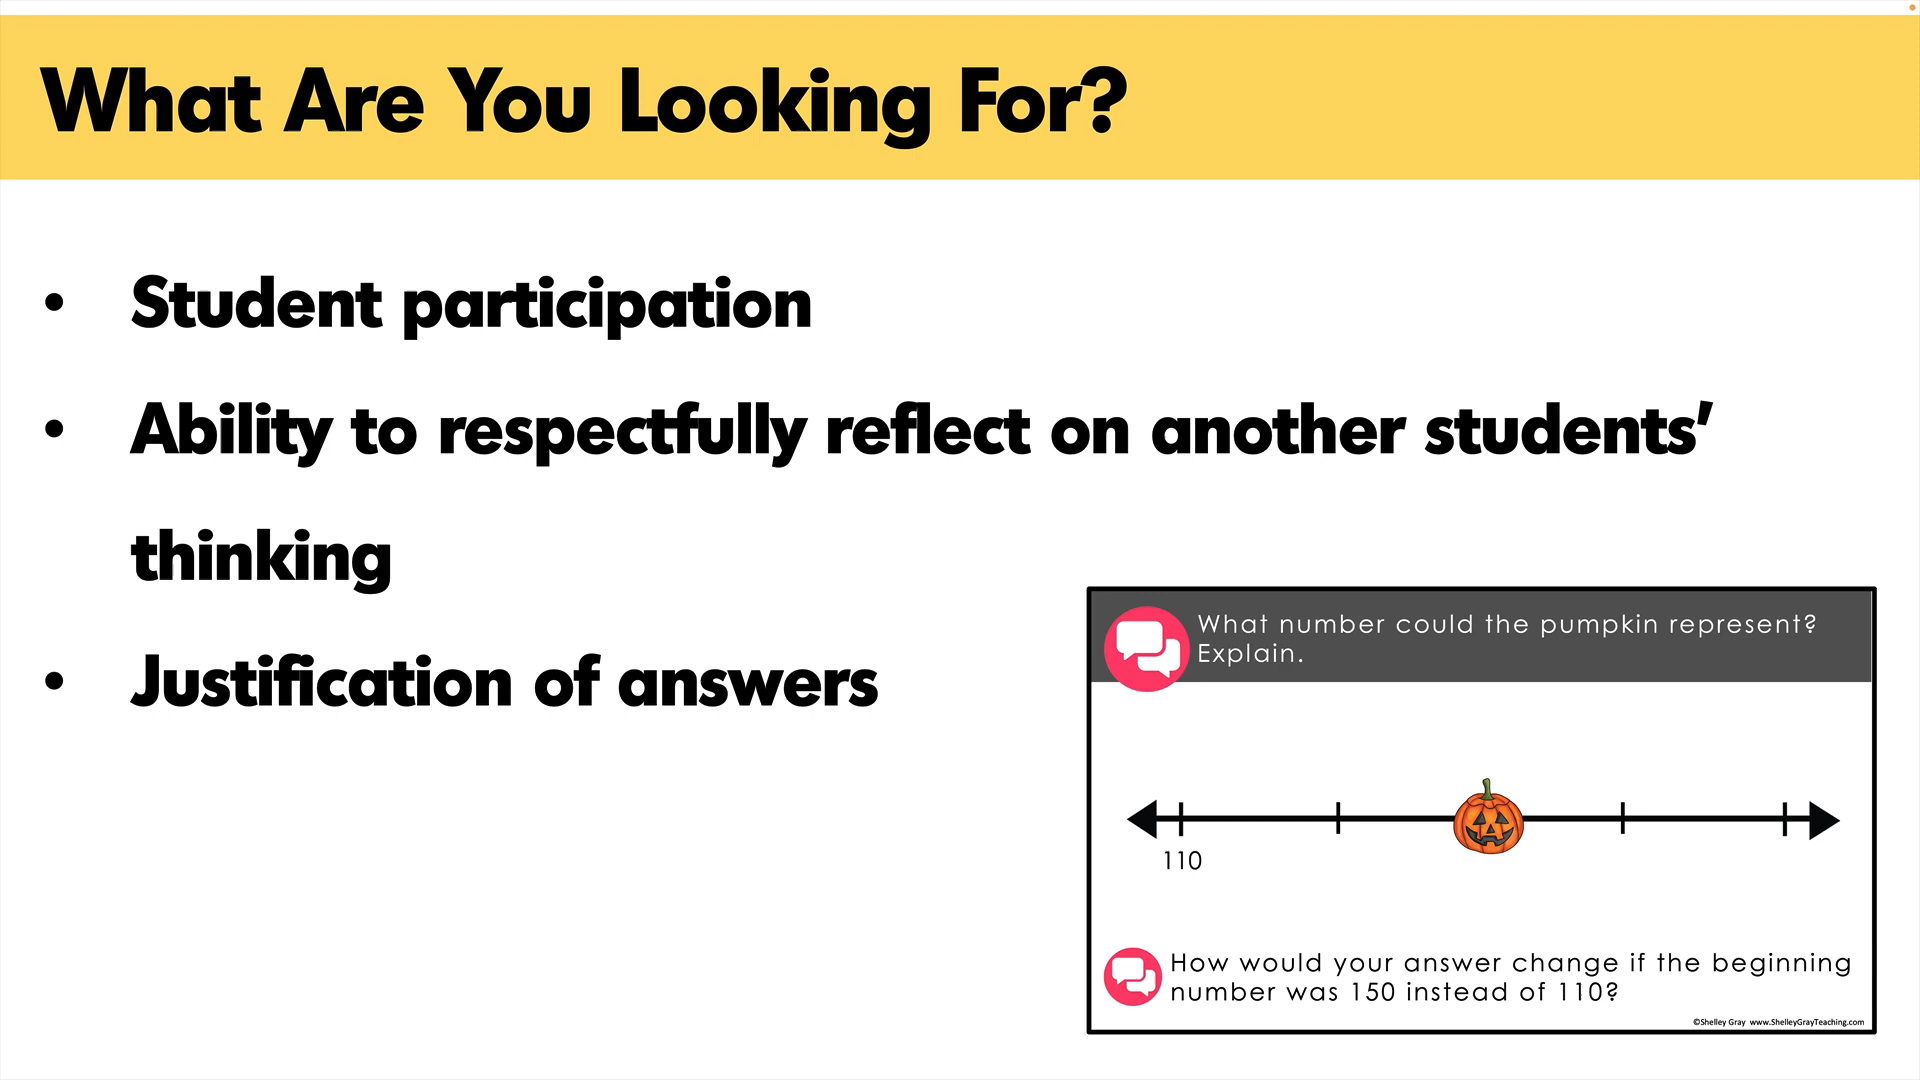 What Are You Looking For?
• Student participation
• Ability to respectfully reflect on another students’
thinking
• Justification of answers
What number could the pumpkin represent?
Explain.
110
How would your answer change if the beginning
number was 150 instead of 110?
©Shelley Gray www.ShelleyGrayTeaching.com